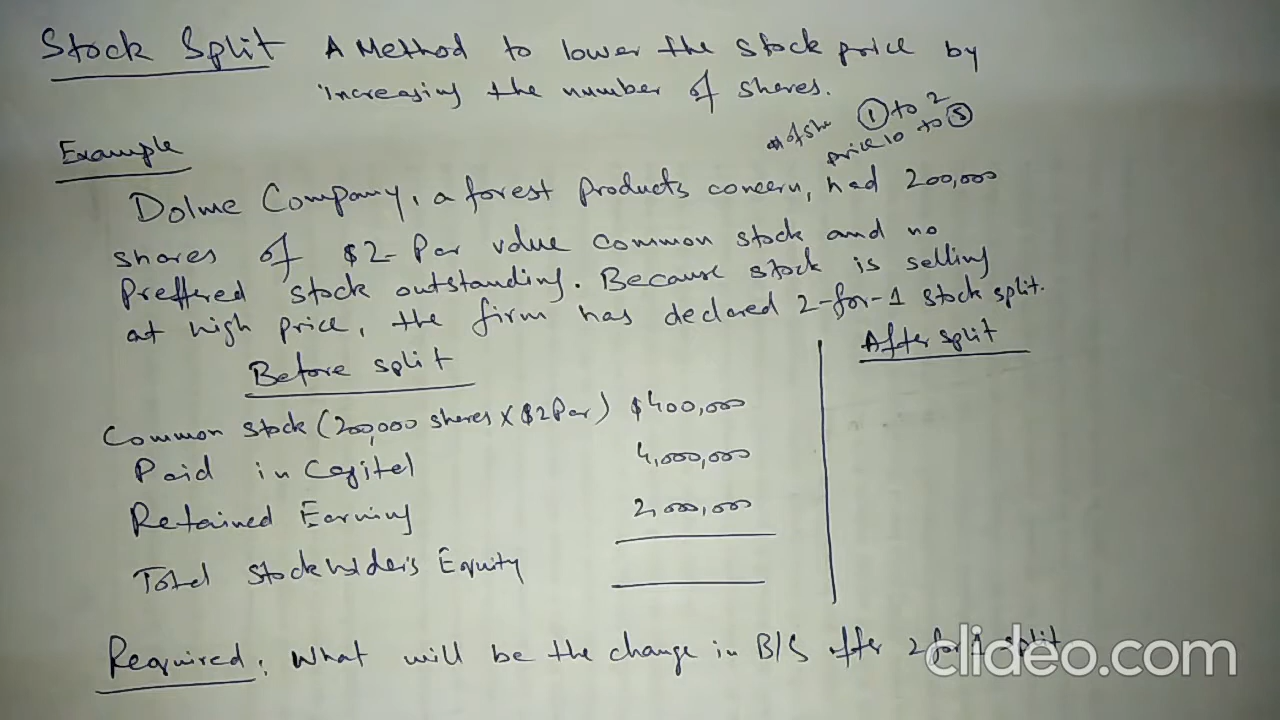 Stock Split A Method to lower the stock price by
increasing the number of shares.
# of sha ① to 2
price 10 to ⑤
Example
Dolme Company, a forest products concern, had 200,000
shares of $2-Par value common stock and no
Preffered stock outstanding. Because stock is selling
at high price, the firm has declared 2-for-1 stock split.
Before split
After split
Common stock (200,000 shares × $2 Par) $400,000
Paid in Capital 4,000,000
Retained Earning 2,000,000
Total stockholder's Equity
Required: What will be the change in B/S after 2 for 1 split
clideo.com